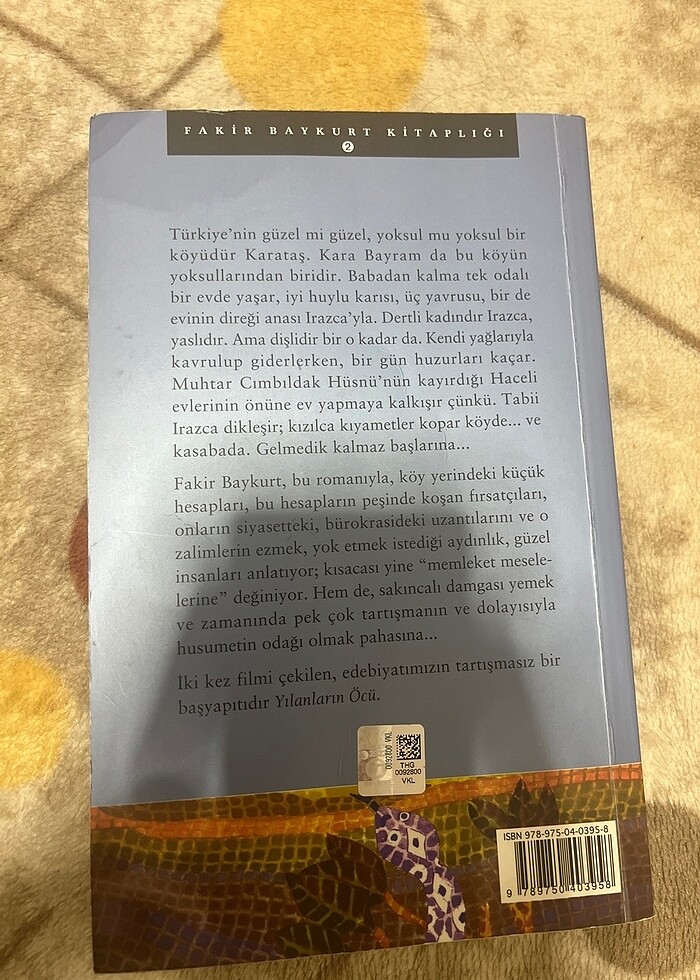 FAKİR BAYKURT KİTAPLIĞI
2
Türkiye'nin güzel mi güzel, yoksul mu yoksul bir
köyüdür Karataş. Kara Bayram da bu köyün
yoksullarından biridir. Babadan kalma tek odalı
bir evde yaşar, iyi huylu karısı, üç yavrusu, bir de
evinin direği anası Irazca'yla. Dertli kadındır Irazca,
yaslıdır. Ama dişlidir bir o kadar da. Kendi yağlarıyla
kavrulup giderlerken, bir gün huzurları kaçar.
Muhtar Cımbıldak Hüsnü'nün kayırdığı Haceli
evlerinin önüne ev yapmaya kalkışır çünkü. Tabii
Irazca dikleşir; kızılca kıyametler kopar köyde... ve
kasabada. Gelmedik kalmaz başlarına...
Fakir Baykurt, bu romanıyla, köy yerindeki küçük
hesapları, bu hesapların peşinde koşan fırsatçıları,
onların siyasetteki, bürokrasideki uzantılarını ve o
zalimlerin ezmek, yok etmek istediği aydınlık, güzel
insanları anlatıyor; kısacası yine "memleket mesele-
lerine" değiniyor. Hem de, sakıncalı damgası yemek
ve zamanında pek çok tartışmanın ve dolayısıyla
husumetin odağı olmak pahasına...
İki kez filmi çekilen, edebiyatımızın tartışmasız bir
başyapıtıdır Yılanların Öcü.
0092800 VKL
THG
0092800
VKL
ISBN 978-975-04-0395-8
9 789750 403958